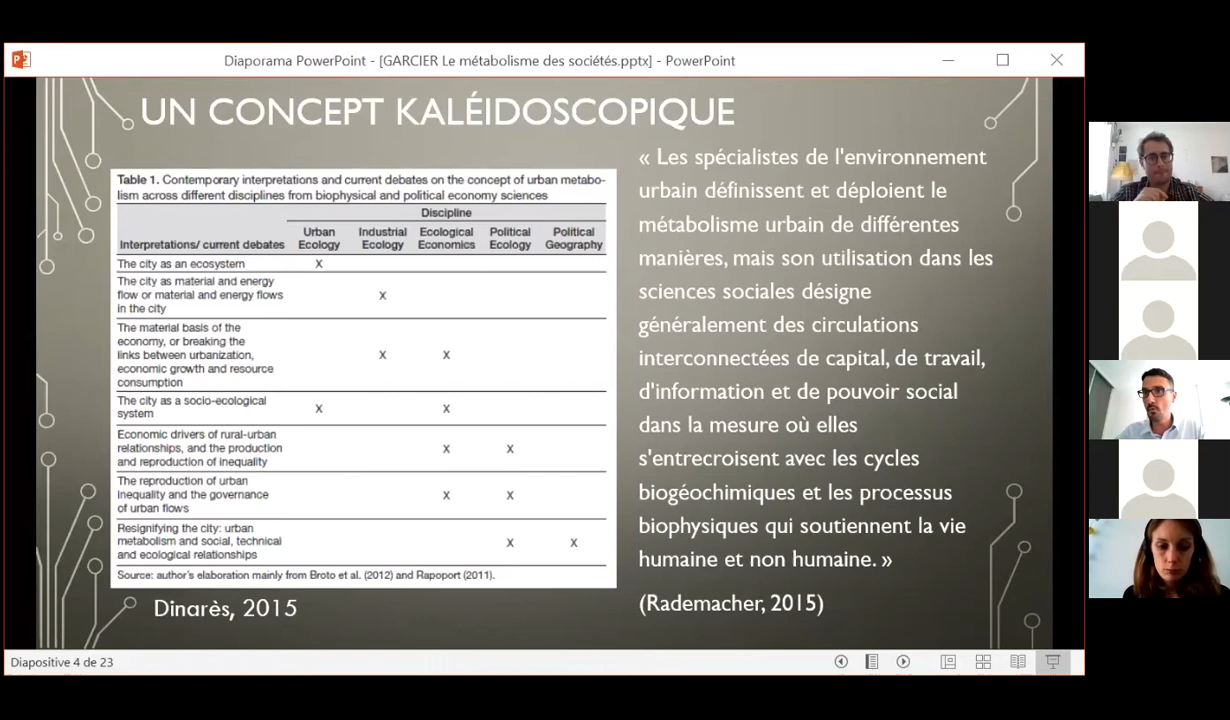 Diaporama PowerPoint - [GARCIER Le métabolisme des sociétés.pptx] - PowerPoint
UN CONCEPT KALÉIDOSCOPIQUE
Table 1. Contemporary interpretations and current debates on the concept of urban metabo-
lism across different disciplines from biophysical and political economy sciences
Discipline
Interpretations/ current debates
Urban Ecology
Industrial Ecology
Ecological Economics
Political Ecology
Political Geography
The city as an ecosystem
X
The city as material and energy
flow or material and energy flows
in the city
X
The material basis of the
economy, or breaking the
links between urbanization,
economic growth and resource
consumption
X X
The city as a socio-ecological
system
X X
Economic drivers of rural-urban
relationships, and the production
and reproduction of inequality
X X
The reproduction of urban
inequality and the governance
of urban flows
X X
Resignifying the city: urban
metabolism and social, technical
and ecological relationships
X X
Source: author's elaboration mainly from Broto et al. (2012) and Rapoport (2011).
Dinarès, 2015
« Les spécialistes de l'environnement
urbain définissent et déploient le
métabolisme urbain de différentes
manières, mais son utilisation dans les
sciences sociales désigne
généralement des circulations
interconnectées de capital, de travail,
d'information et de pouvoir social
dans la mesure où elles
s'entrecroisent avec les cycles
biogéochimiques et les processus
biophysiques qui soutiennent la vie
humaine et non humaine. »
(Rademacher, 2015)
Diapositive 4 de 23